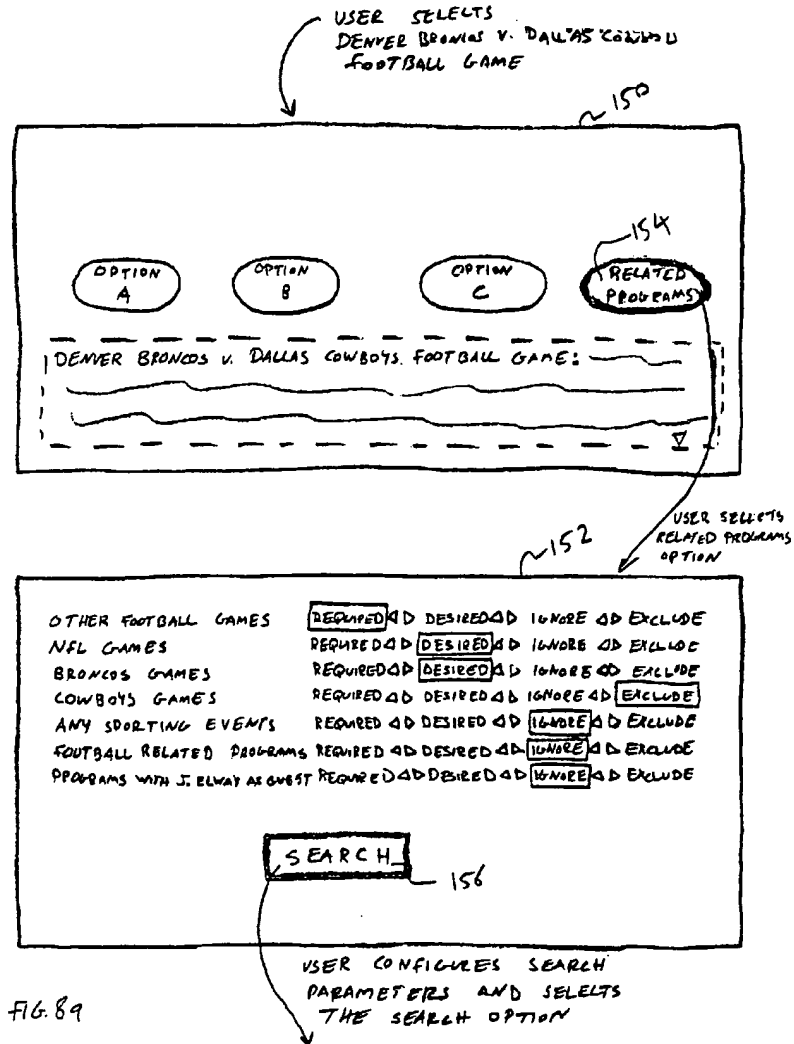 USER SELECTS
DENVER BRONCOS V. DALLAS COWBOYS
FOOTBALL GAME
150
154
OPTION
A
OPTION
B
OPTION
C
RELATED
PROGRAMS
DENVER BRONCOS V. DALLAS COWBOYS FOOTBALL GAME:
USER SELECTS
RELATED PROGRAMS
OPTION
152
OTHER FOOTBALL GAMES REQUIRED DESIRED IGNORE EXCLUDE
NFL GAMES REQUIRED DESIRED IGNORE EXCLUDE
BRONCOS GAMES REQUIRED DESIRED IGNORE EXCLUDE
COWBOYS GAMES REQUIRED DESIRED IGNORE EXCLUDE
ANY SPORTING EVENTS REQUIRED DESIRED IGNORE EXCLUDE
FOOTBALL RELATED PROGRAMS REQUIRED DESIRED IGNORE EXCLUDE
PROGRAMS WITH J. ELWAY AS GUEST REQUIRED DESIRED IGNORE EXCLUDE
SEARCH
156
USER CONFIGURES SEARCH
PARAMETERS AND SELECTS
THE SEARCH OPTION
FIG. 89